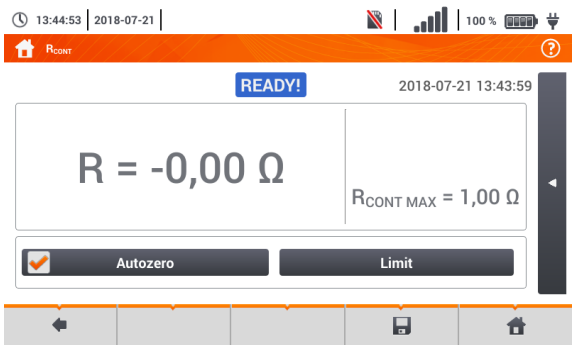 13:44:53 2018-07-21 100 %
RCONT ?
READY! 2018-07-21 13:43:59
R = -0,00 Ω
RCONT MAX = 1,00 Ω
Autozero Limit